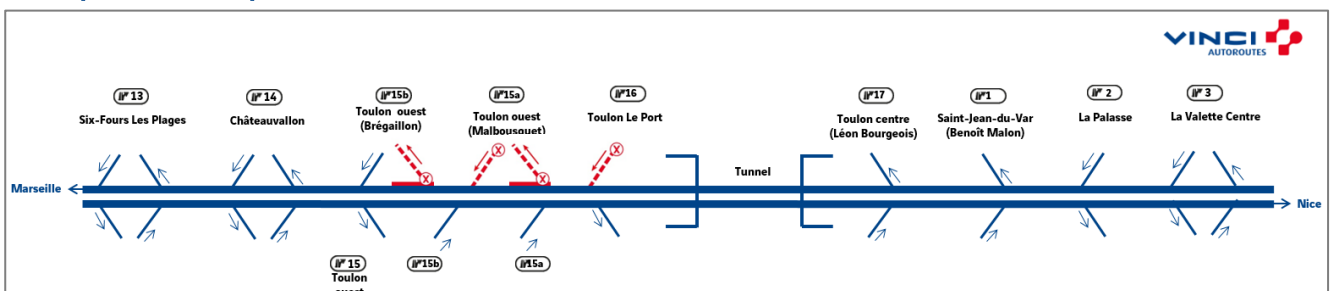 VINCI
AUTOROUTES
n° 13
Six-Fours Les Plages
n° 14
Châteauvallon
n°15b
Toulon ouest
(Brégaillon)
n°15a
Toulon ouest
(Malbousquet)
n°16
Toulon Le Port
n°17
Toulon centre
(Léon Bourgeois)
n°1
Saint-Jean-du-Var
(Benoît Malon)
n° 2
La Palasse
n° 3
La Valette Centre
X
X
X
X
Tunnel
Marseille
Nice
n° 15
Toulon
ouest
n°15b
n°15a